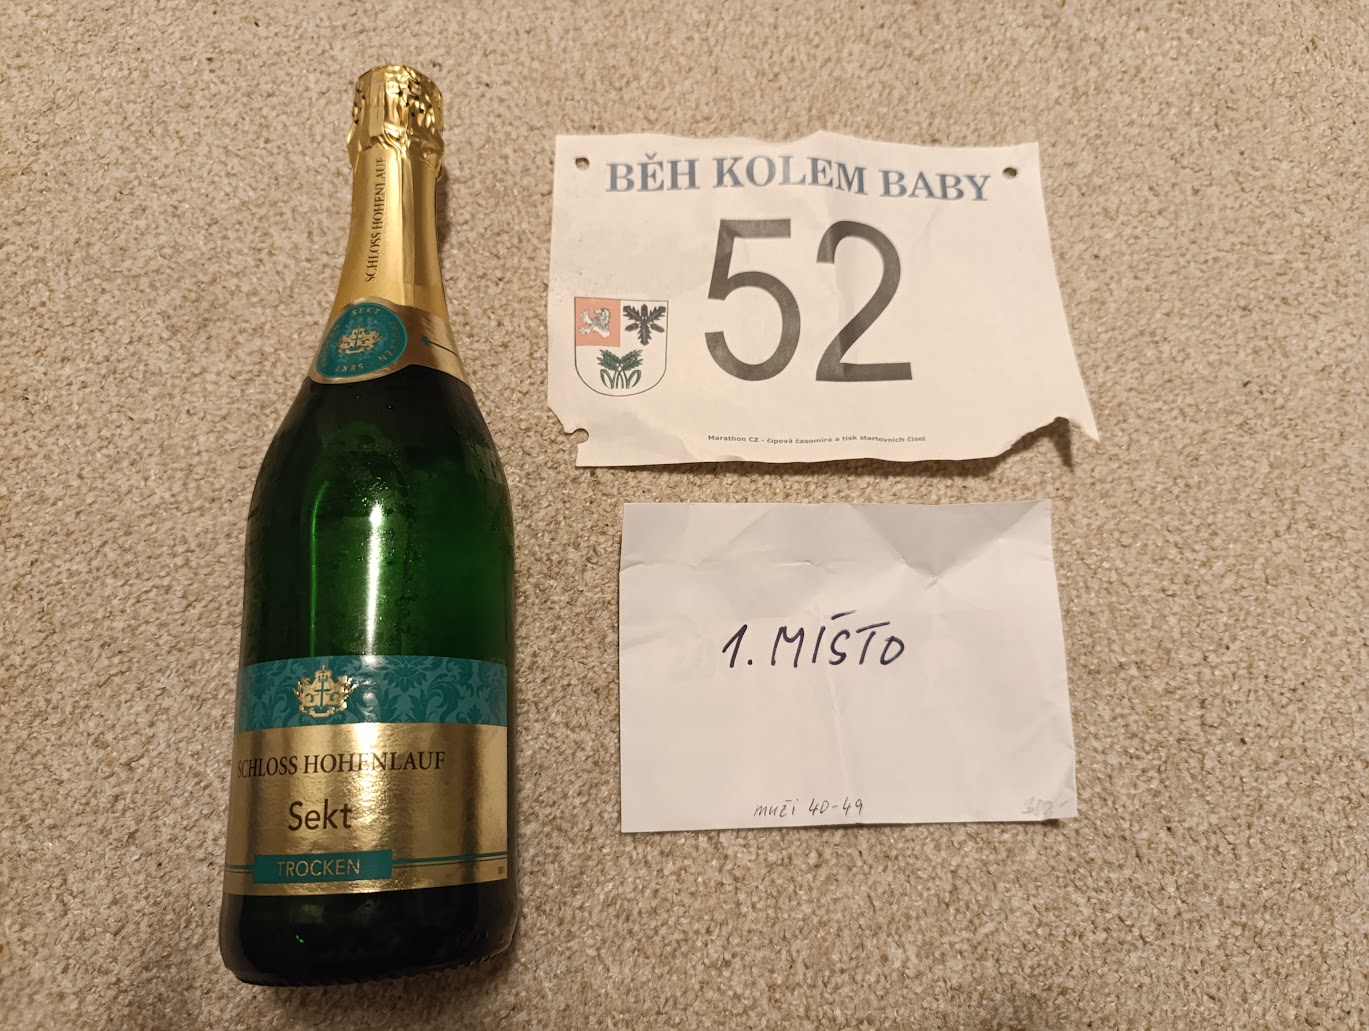 SCHLOSS HOHENLAUF
SEKT
SEKT
SCHLOSS HOHENLAUF
Sekt
TROCKEN
BĚH KOLEM BABY
52
Marathon CZ - čipová časomíra a tisk startovních čísel
1. MÍSTO
muži 40-49